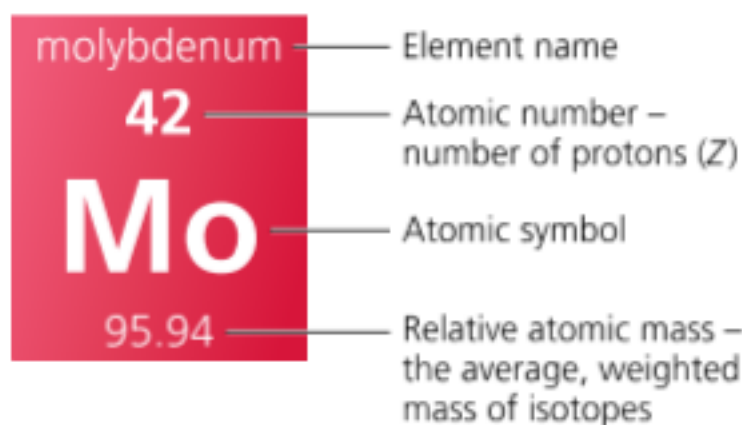 molybdenum
Element name
42
Atomic number –
number of protons (Z)
Mo
Atomic symbol
95.94
Relative atomic mass –
the average, weighted
mass of isotopes